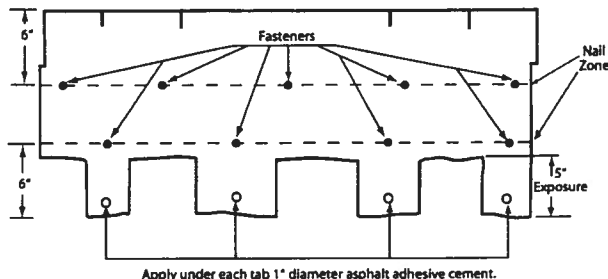 6"
Fasteners
Nail
Zone
6"
5"
Exposure
Apply under each tab 1" diameter asphalt adhesive cement.